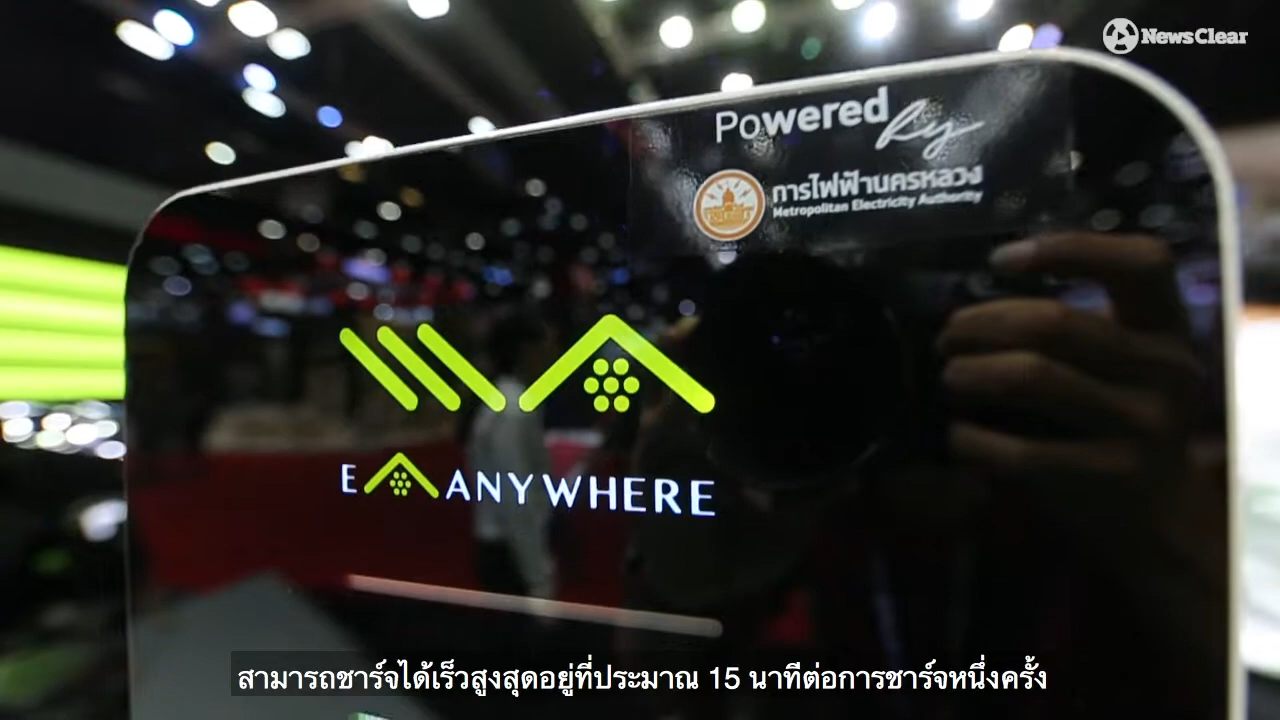 NewsClear
Powered By
การไฟฟ้านครหลวง
Metropolitan Electricity Authority
EA ANYWHERE
สามารถชาร์จได้เร็วสูงสุดอยู่ที่ประมาณ 15 นาทีต่อการชาร์จหนึ่งครั้ง